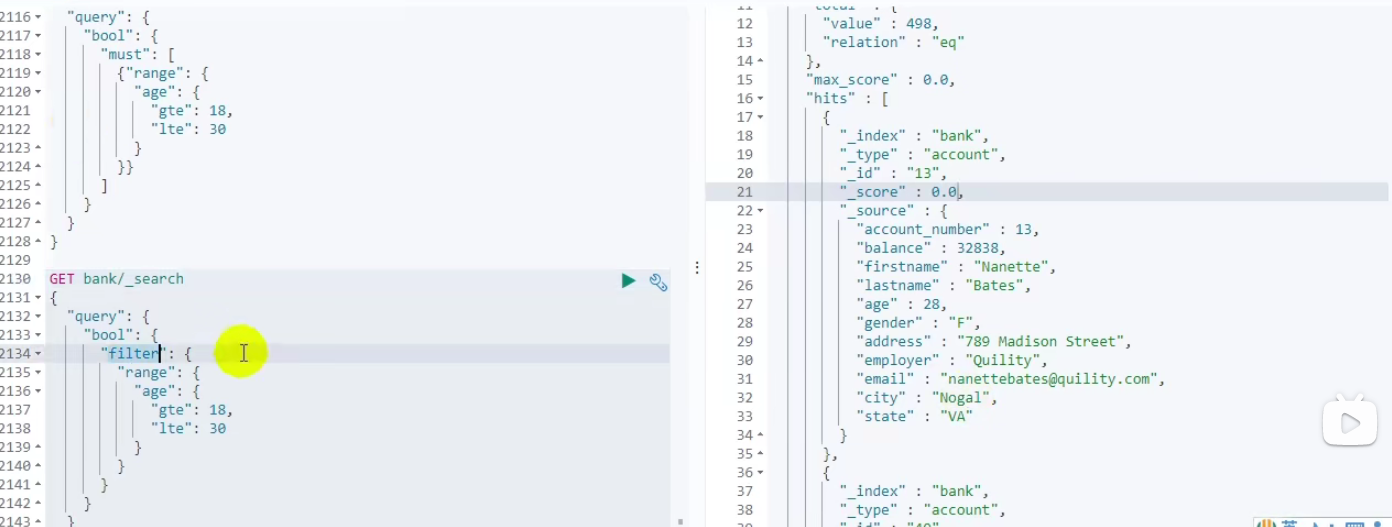 2116 "query": {
2117 "bool": {
2118 "must": [
2119 {"range": {
2120 "age": {
2121 "gte": 18,
2122 "lte": 30
2123 }
2124 }}
2125 ]
2126 }
2127 }
2128 }
2129
2130 GET bank/_search
2131 {
2132 "query": {
2133 "bool": {
2134 "filter": {
2135 "range": {
2136 "age": {
2137 "gte": 18,
2138 "lte": 30
2139 }
2140 }
2141 }
2142 }
2143 }
11 "total" : {
12 "value" : 498,
13 "relation" : "eq"
14 },
15 "max_score" : 0.0,
16 "hits" : [
17 {
18 "_index" : "bank",
19 "_type" : "account",
20 "_id" : "13",
21 "_score" : 0.0,
22 "_source" : {
23 "account_number" : 13,
24 "balance" : 32838,
25 "firstname" : "Nanette",
26 "lastname" : "Bates",
27 "age" : 28,
28 "gender" : "F",
29 "address" : "789 Madison Street",
30 "employer" : "Quility",
31 "email" : "nanettebates@quility.com",
32 "city" : "Nogal",
33 "state" : "VA"
34 }
35 },
36 {
37 "_index" : "bank",
38 "_type" : "account",
英